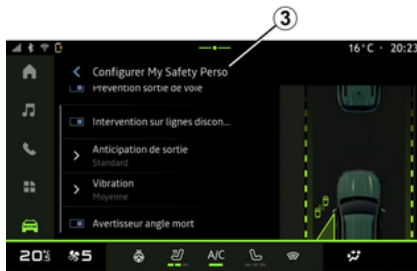 3
16°C · 20:23
Configurer My Safety Perso
Prévention sortie de voie
Intervention sur lignes discon...
Anticipation de sortie
Standard
Vibration
Moyenne
Avertisseur angle mort
20⁵ 5 A/C